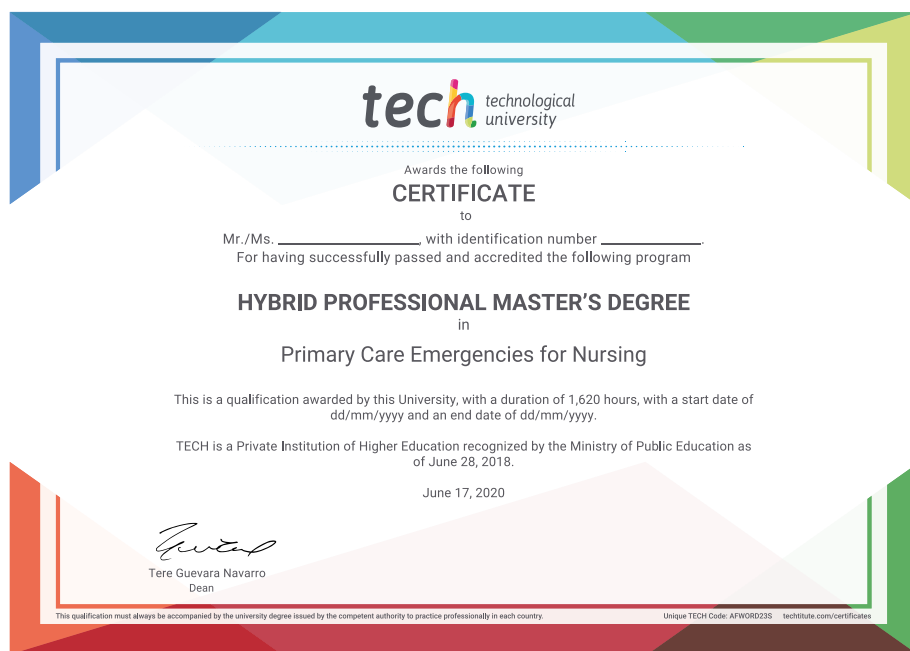 tech technological
university
Awards the following
CERTIFICATE
to
Mr./Ms. ____________, with identification number ____________.
For having successfully passed and accredited the following program
HYBRID PROFESSIONAL MASTER'S DEGREE
in
Primary Care Emergencies for Nursing
This is a qualification awarded by this University, with a duration of 1,620 hours, with a start date of
dd/mm/yyyy and an end date of dd/mm/yyyy.
TECH is a Private Institution of Higher Education recognized by the Ministry of Public Education as
of June 28, 2018.
June 17, 2020
Tere Guevara Navarro
Dean
This qualification must always be accompanied by the university degree issued by the competent authority to practice professionally in each country.
Unique TECH Code: AFWORD23S techtitute.com/certificates